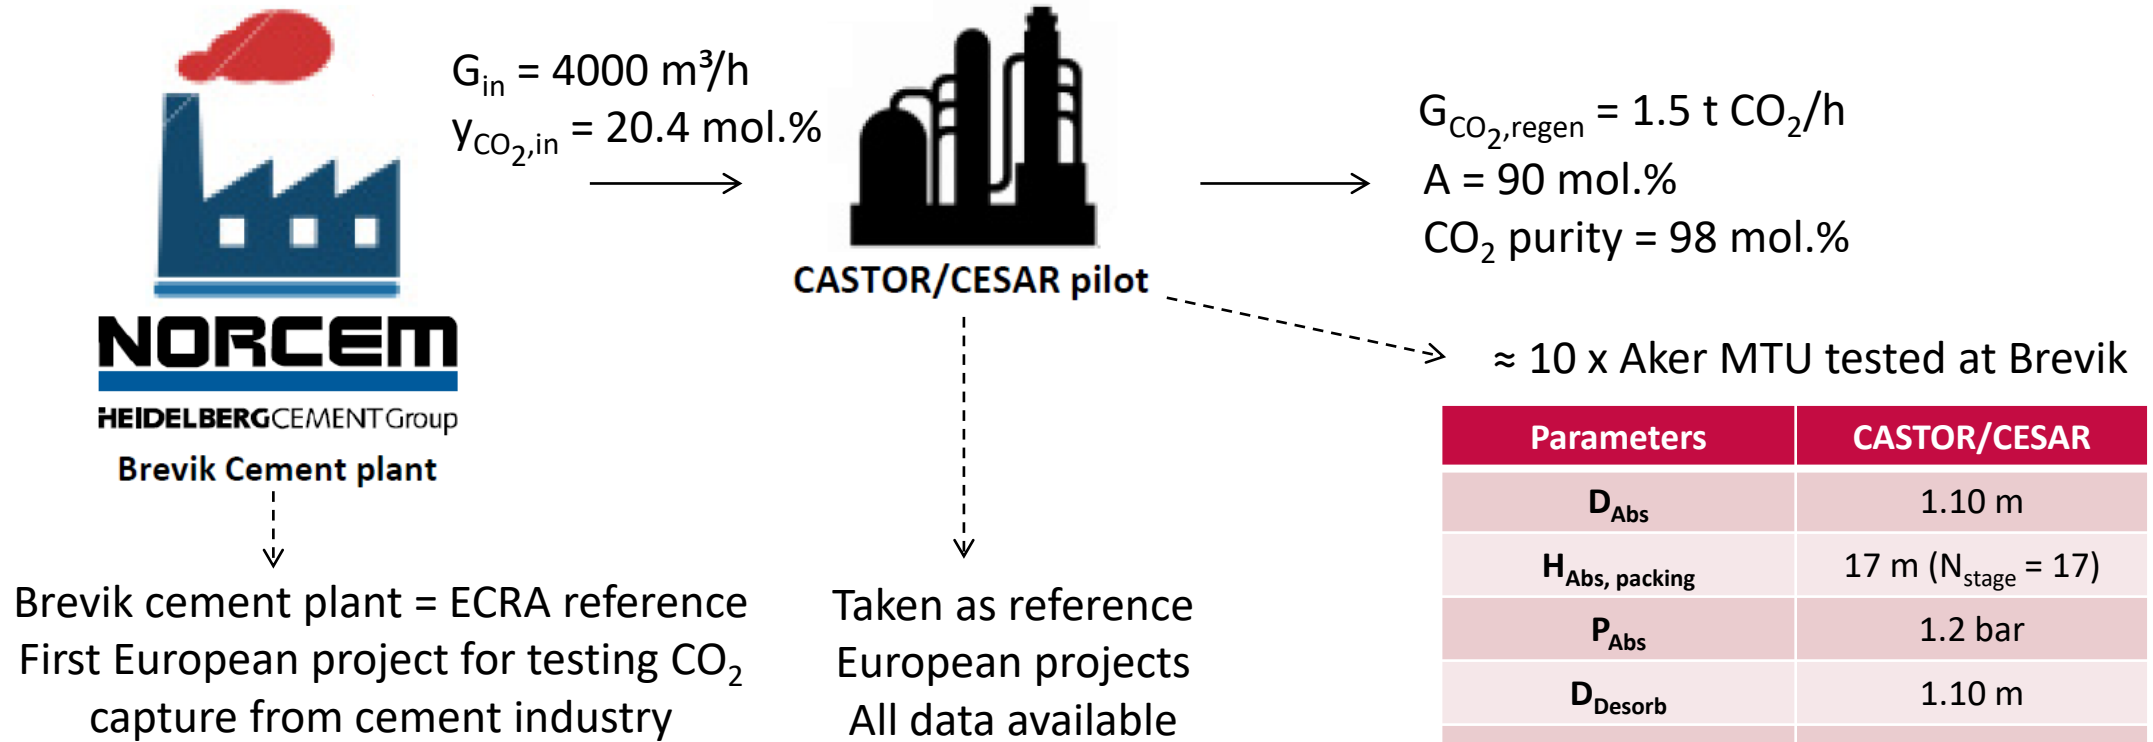 G_in = 4000 m³/h
y_CO₂,in = 20.4 mol.%
G_CO₂,regen = 1.5 t CO₂/h
A = 90 mol.%
CO₂ purity = 98 mol.%
CASTOR/CESAR pilot
NORCEM
HEIDELBERGCEMENT Group
Brevik Cement plant
≈ 10 x Aker MTU tested at Brevik
Brevik cement plant = ECRA reference
First European project for testing CO₂
capture from cement industry
Taken as reference
European projects
All data available
Parameters CASTOR/CESAR
D_Abs 1.10 m
H_Abs, packing 17 m (N_stage = 17)
P_Abs 1.2 bar
D_Desorb 1.10 m